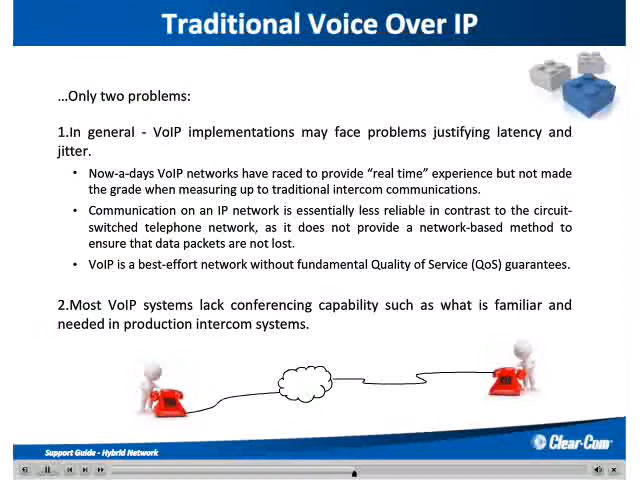 Traditional Voice Over IP
…Only two problems:
1.In general - VoIP implementations may face problems justifying latency and
jitter.
• Now-a-days VoIP networks have raced to provide “real time” experience but not made
the grade when measuring up to traditional intercom communications.
• Communication on an IP network is essentially less reliable in contrast to the circuit-
switched telephone network, as it does not provide a network-based method to
ensure that data packets are not lost.
• VoIP is a best-effort network without fundamental Quality of Service (QoS) guarantees.
2.Most VoIP systems lack conferencing capability such as what is familiar and
needed in production intercom systems.
Support Guide - Hybrid Network
Clear-Com